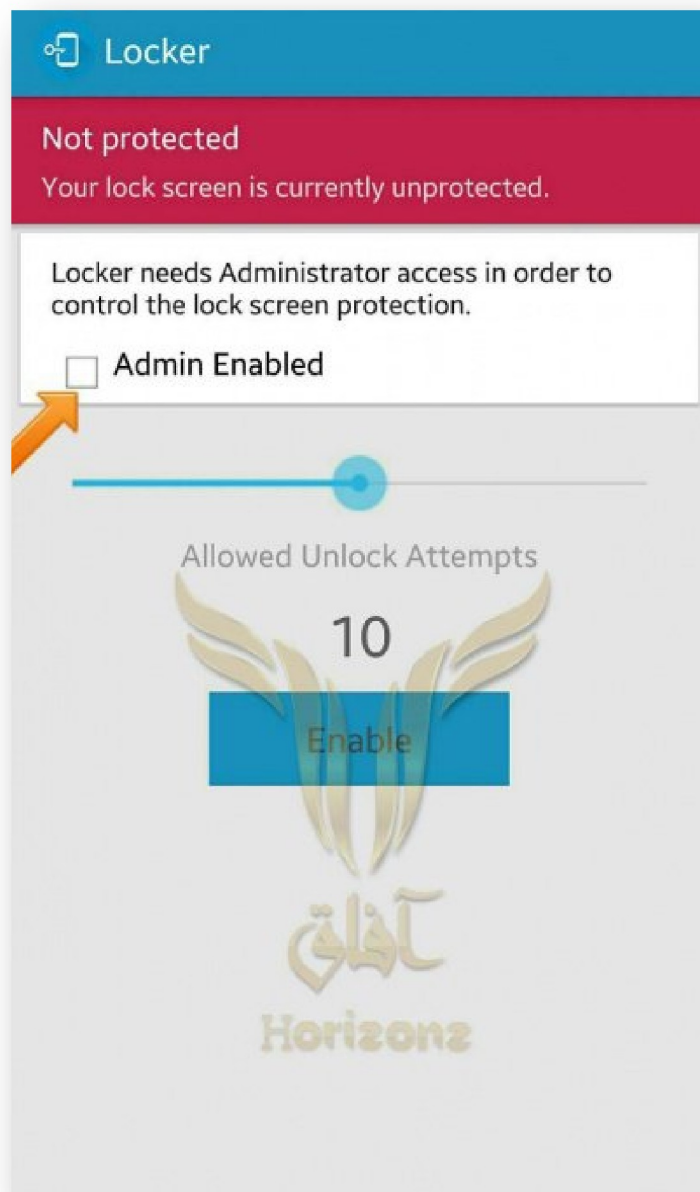 Locker
Not protected
Your lock screen is currently unprotected.
Locker needs Administrator access in order to
control the lock screen protection.
Admin Enabled
Allowed Unlock Attempts
10
Enable
آفاق
Horizons